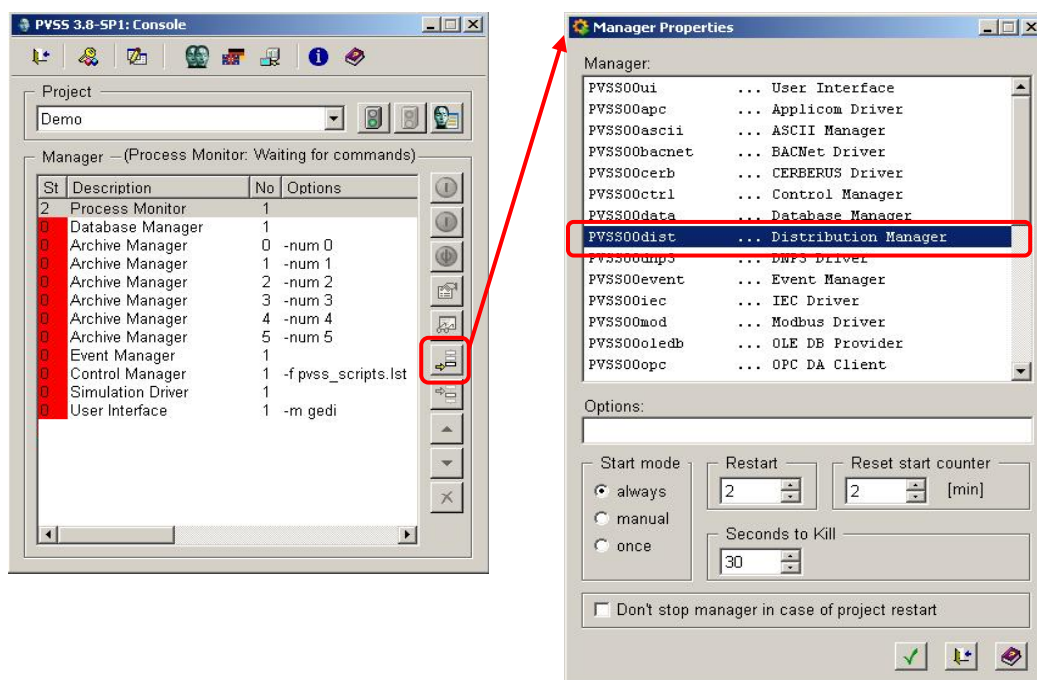 PVSS 3.8-SP1: Console
Project
Demo
Manager (Process Monitor: Waiting for commands)
St Description No Options
2 Process Monitor 1
0 Database Manager 1
0 Archive Manager 0 -num 0
0 Archive Manager 1 -num 1
0 Archive Manager 2 -num 2
0 Archive Manager 3 -num 3
0 Archive Manager 4 -num 4
0 Archive Manager 5 -num 5
0 Event Manager 1
0 Control Manager 1 -f pvss_scripts.lst
0 Simulation Driver 1
0 User Interface 1 -m gedi
Manager Properties
Manager:
PVSS00ui ... User Interface
PVSS00apc ... Applicom Driver
PVSS00ascii ... ASCII Manager
PVSS00bacnet ... BACNet Driver
PVSS00cerb ... CERBERUS Driver
PVSS00ctrl ... Control Manager
PVSS00data ... Database Manager
PVSS00dist ... Distribution Manager
PVSS00dnp3 ... DNP3 Driver
PVSS00event ... Event Manager
PVSS00iec ... IEC Driver
PVSS00mod ... Modbus Driver
PVSS00oledb ... OLE DB Provider
PVSS00opc ... OPC DA Client
Options:
Start mode Restart Reset start counter
always 2 2 [min]
manual
once
Seconds to Kill
30
Don't stop manager in case of project restart